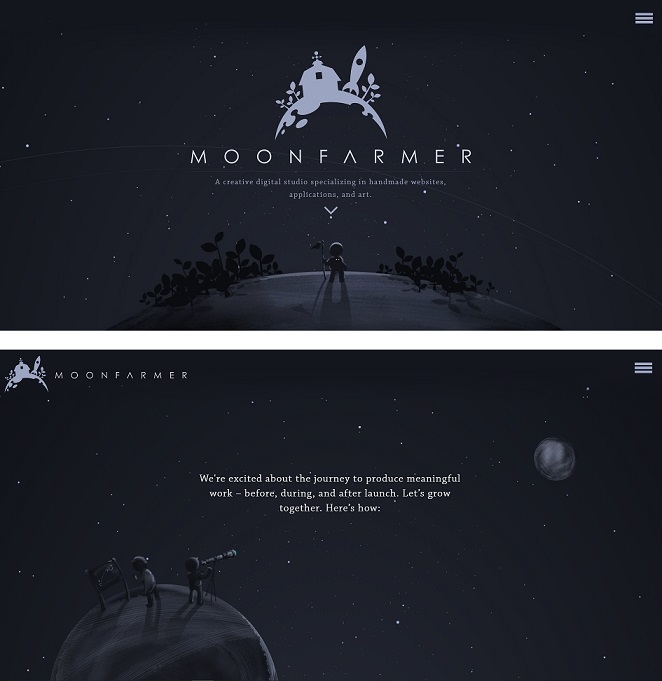 MOONFARMER
A creative digital studio specializing in handmade websites,
applications, and art.
MOONFARMER
We're excited about the journey to produce meaningful
work – before, during, and after launch. Let's grow
together. Here's how: